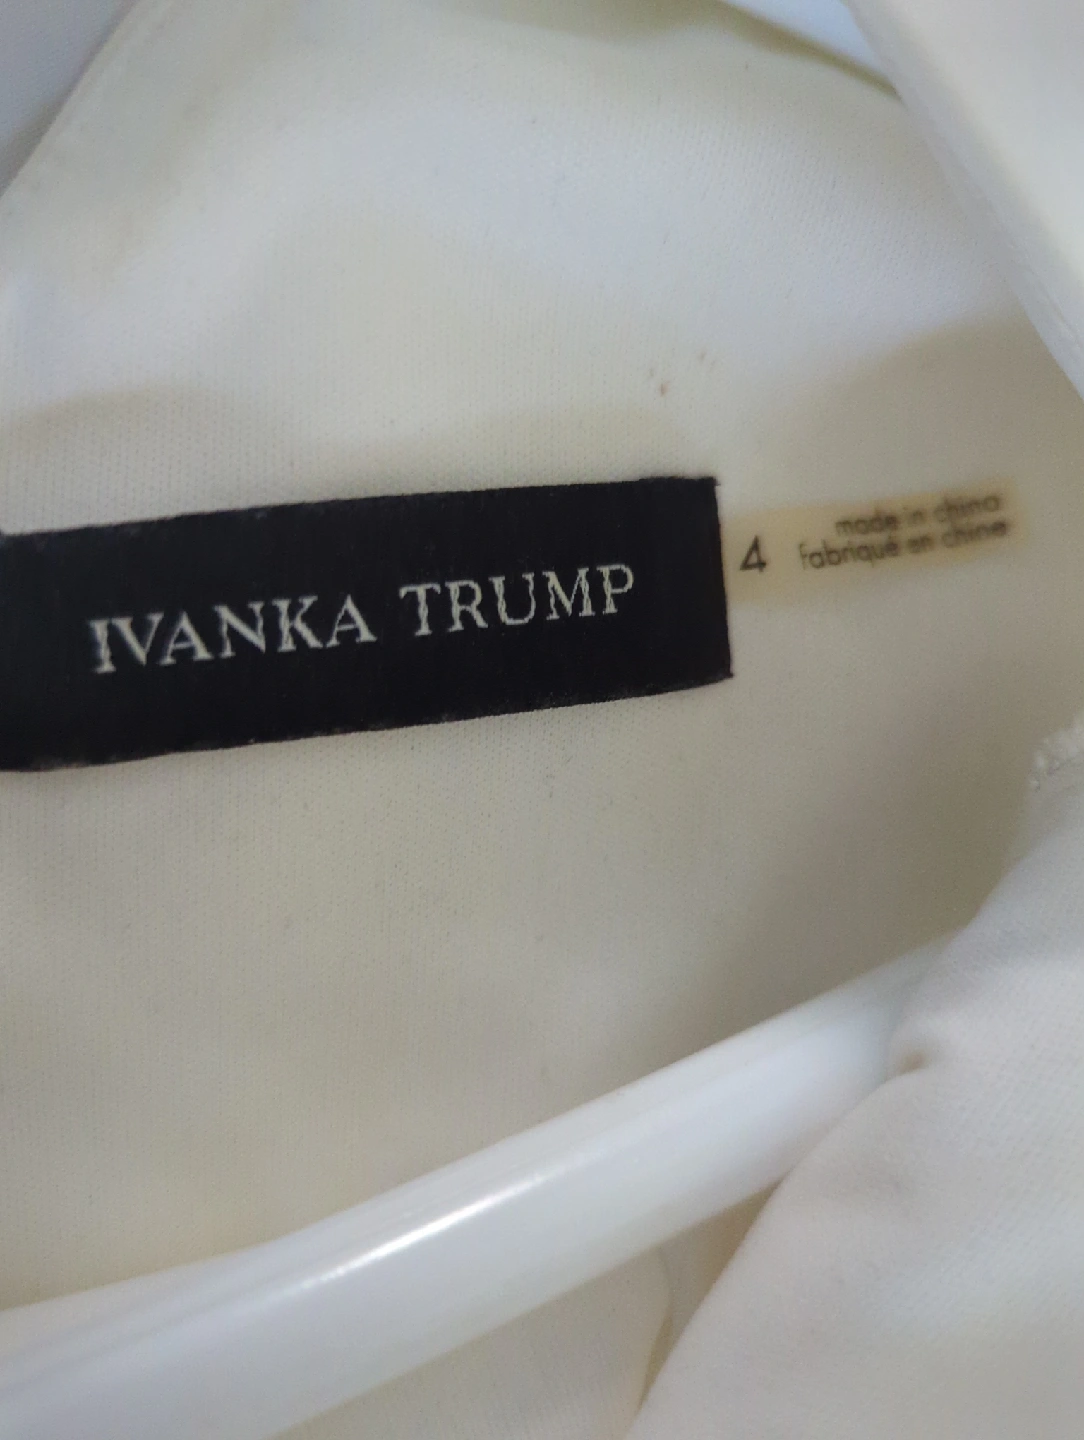 IVANKA TRUMP
4
made in china
fabriqué en chine